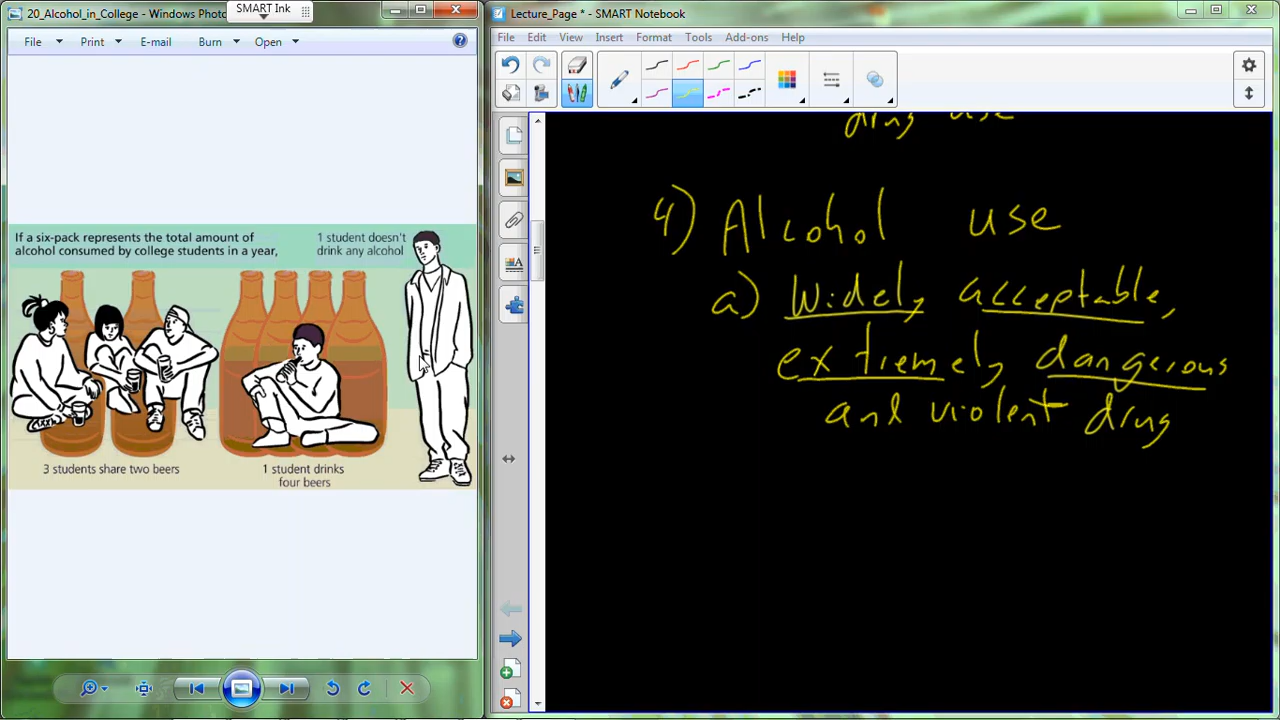 20_Alcohol_in_College - Windows Photo
SMART Ink
File Print E-mail Burn Open
If a six-pack represents the total amount of
alcohol consumed by college students in a year,
1 student doesn't
drink any alcohol
3 students share two beers
1 student drinks
four beers
Lecture_Page * - SMART Notebook
File Edit View Insert Format Tools Add-ons Help
drug use
4) Alcohol use
a) Widely acceptable,
extremely dangerous
and violent drug